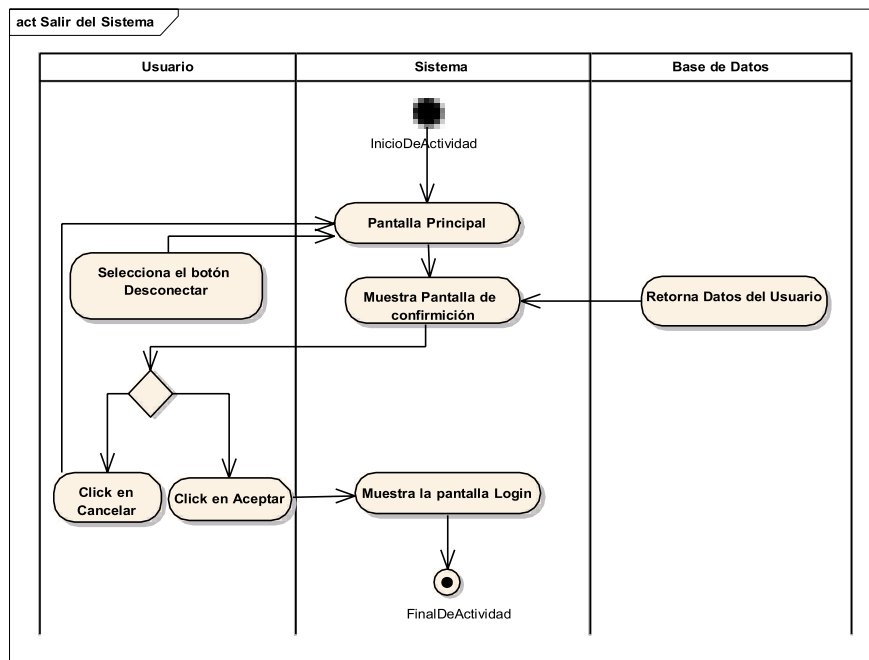 act Salir del Sistema
Usuario
Sistema
Base de Datos
InicioDeActividad
Pantalla Principal
Selecciona el botón
Desconectar
Muestra Pantalla de
confirmición
Retorna Datos del Usuario
Click en
Cancelar
Click en Aceptar
Muestra la pantalla Login
FinalDeActividad